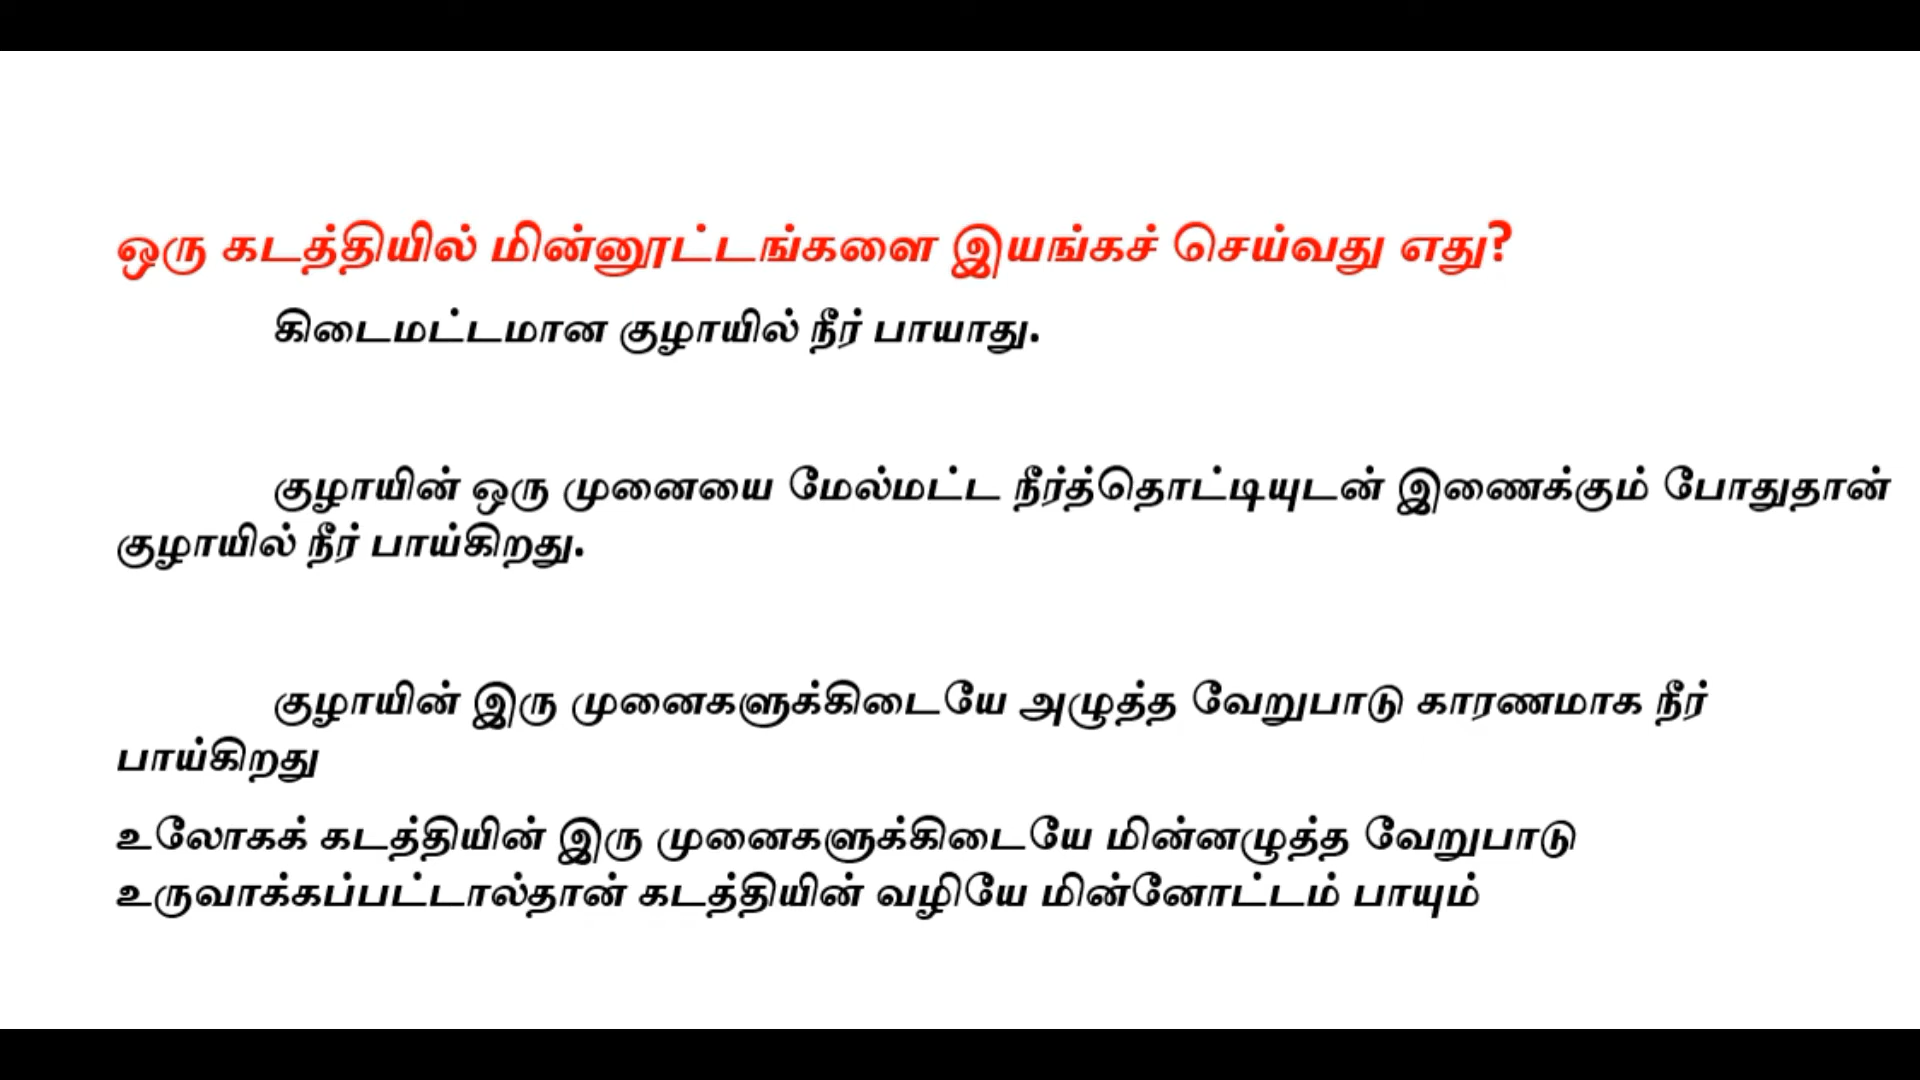 ஒரு கடத்தியில் மின்னூட்டங்களை இயங்கச் செய்வது எது?
கிடைமட்டமான குழாயில் நீர் பாயாது.
குழாயின் ஒரு முனையை மேல்மட்ட நீர்த்தொட்டியுடன் இணைக்கும் போதுதான்
குழாயில் நீர் பாய்கிறது.
குழாயின் இரு முனைகளுக்கிடையே அழுத்த வேறுபாடு காரணமாக நீர்
பாய்கிறது
உலோகக் கடத்தியின் இரு முனைகளுக்கிடையே மின்னழுத்த வேறுபாடு
உருவாக்கப்பட்டால்தான் கடத்தியின் வழியே மின்னோட்டம் பாயும்